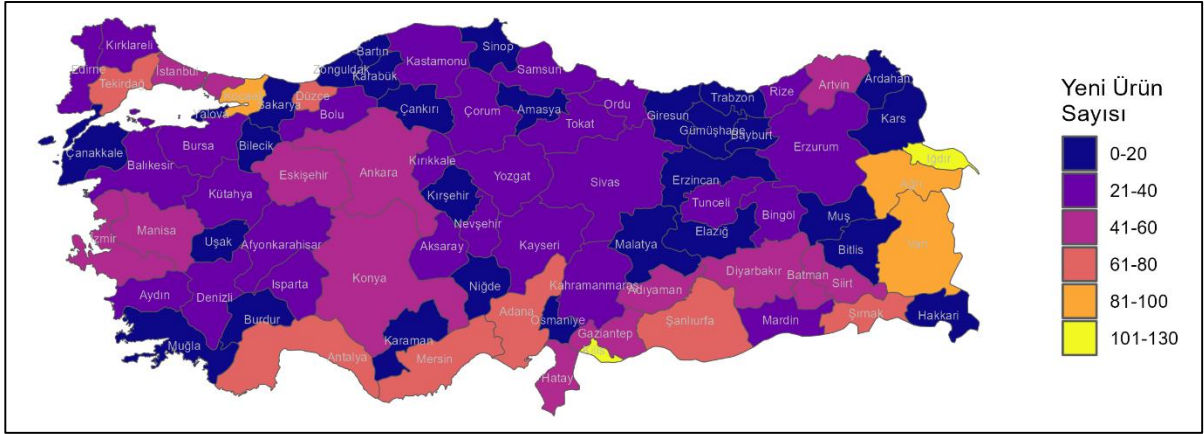 Kırklareli
Edirne
Tekirdağ
İstanbul
Yalova
Sakarya
Düzce
Zonguldak
Bartın
Karabük
Kastamonu
Sinop
Samsun
Çankırı
Bolu
Çorum
Amasya
Ordu
Tokat
Giresun
Trabzon
Gümüşhane
Bayburt
Rize
Artvin
Ardahan
Kars
Iğdır
Erzurum
Çanakkale
Balıkesir
Bursa
Bilecik
Eskişehir
Ankara
Kırıkkale
Yozgat
Sivas
Erzincan
Tunceli
Bingöl
Muş
Ağrı
Kütahya
Kırşehir
Nevşehir
Kayseri
Malatya
Elazığ
Bitlis
Van
İzmir
Manisa
Uşak
Afyonkarahisar
Aksaray
Konya
Niğde
Kahramanmaraş
Adıyaman
Diyarbakır
Batman
Siirt
Hakkari
Aydın
Denizli
Isparta
Burdur
Muğla
Antalya
Karaman
Mersin
Adana
Osmaniye
Gaziantep
Hatay
Şanlıurfa
Mardin
Şırnak
Yeni Ürün
Sayısı
0-20
21-40
41-60
61-80
81-100
101-130